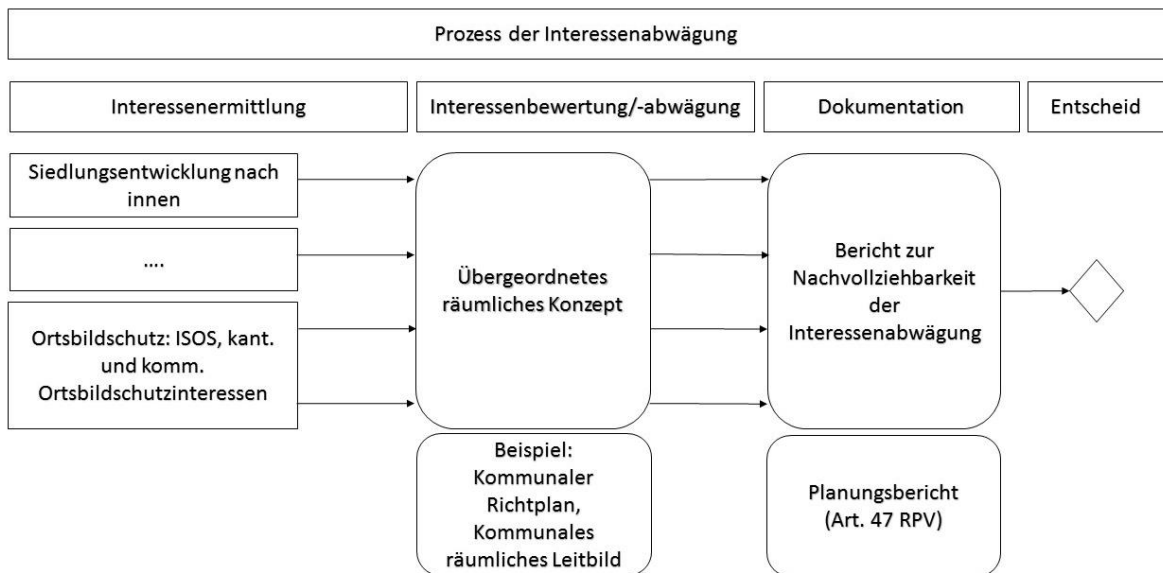 Prozess der Interessenabwägung
Interessenermittlung
Interessenbewertung/-abwägung
Dokumentation
Entscheid
Siedlungsentwicklung nach
innen
....
Ortsbildschutz: ISOS, kant.
und komm.
Ortsbildschutzinteressen
Übergeordnetes
räumliches Konzept
Beispiel:
Kommunaler
Richtplan,
Kommunales
räumliches Leitbild
Bericht zur
Nachvollziehbarkeit
der
Interessenabwägung
Planungsbericht
(Art. 47 RPV)